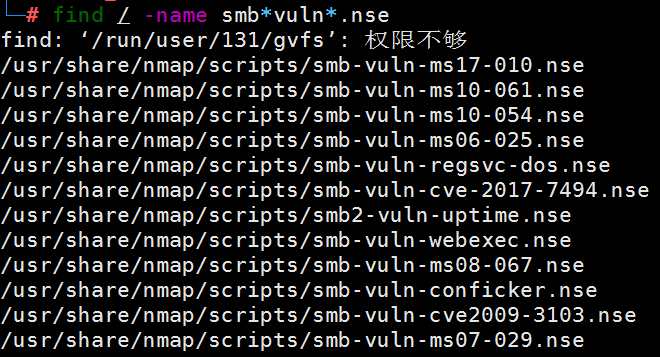 └─# find / -name smb*vuln*.nse
find: ‘/run/user/131/gvfs’: 权限不够
/usr/share/nmap/scripts/smb-vuln-ms17-010.nse
/usr/share/nmap/scripts/smb-vuln-ms10-061.nse
/usr/share/nmap/scripts/smb-vuln-ms10-054.nse
/usr/share/nmap/scripts/smb-vuln-ms06-025.nse
/usr/share/nmap/scripts/smb-vuln-regsvc-dos.nse
/usr/share/nmap/scripts/smb-vuln-cve-2017-7494.nse
/usr/share/nmap/scripts/smb2-vuln-uptime.nse
/usr/share/nmap/scripts/smb-vuln-webexec.nse
/usr/share/nmap/scripts/smb-vuln-ms08-067.nse
/usr/share/nmap/scripts/smb-vuln-conficker.nse
/usr/share/nmap/scripts/smb-vuln-cve2009-3103.nse
/usr/share/nmap/scripts/smb-vuln-ms07-029.nse